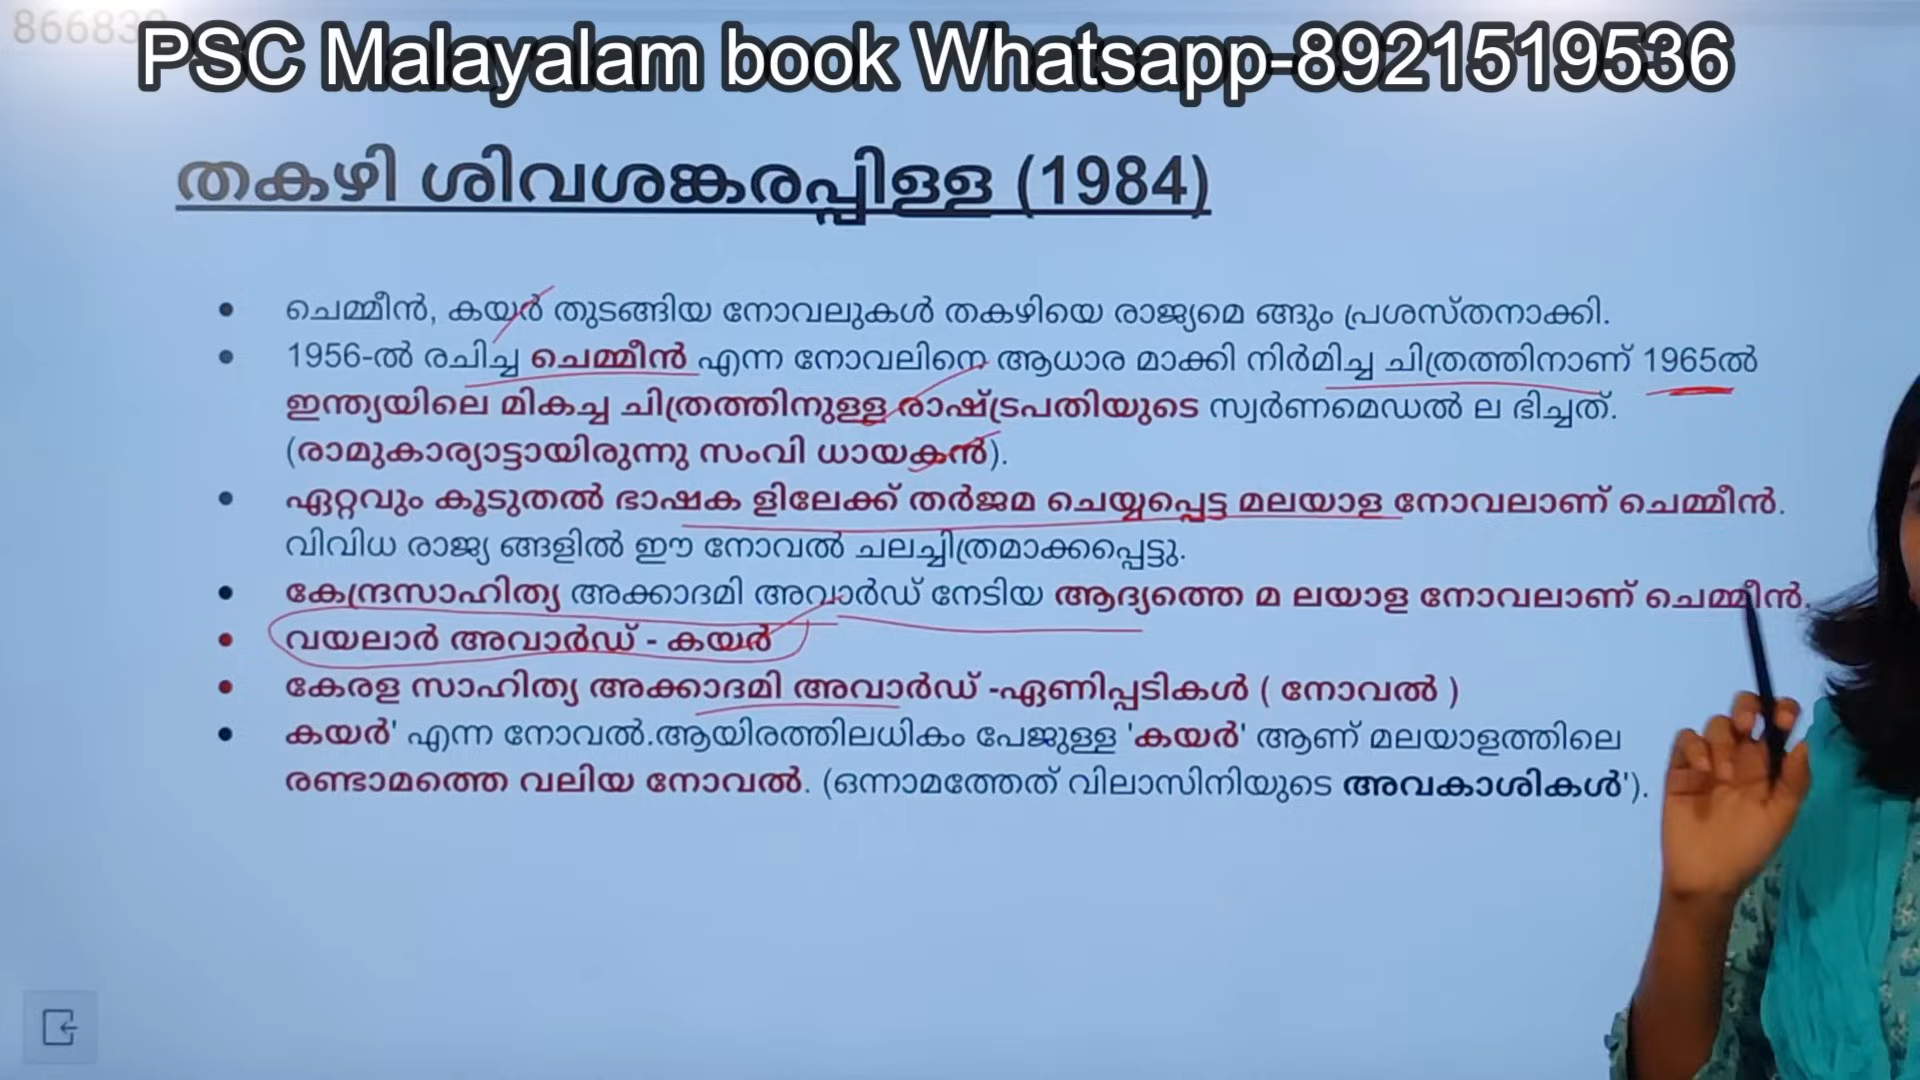 86683
PSC Malayalam book Whatsapp-8921519536
തകഴി ശിവശങ്കരപ്പിള്ള (1984)
• ചെമ്മീൻ, കയർ തുടങ്ങിയ നോവലുകൾ തകഴിയെ രാജ്യമെ ങ്ങും പ്രശസ്തനാക്കി.
• 1956-ൽ രചിച്ച ചെമ്മീൻ എന്ന നോവലിനെ ആധാര മാക്കി നിർമിച്ച ചിത്രത്തിനാണ് 1965ൽ
ഇന്ത്യയിലെ മികച്ച ചിത്രത്തിനുള്ള രാഷ്ട്രപതിയുടെ സ്വർണമെഡൽ ല ഭിച്ചത്.
(രാമുകാര്യാട്ടായിരുന്നു സംവി ധായകൻ).
• ഏറ്റവും കൂടുതൽ ഭാഷക ളിലേക്ക് തർജമ ചെയ്യപ്പെട്ട മലയാള നോവലാണ് ചെമ്മീൻ.
വിവിധ രാജ്യ ങ്ങളിൽ ഈ നോവൽ ചലച്ചിത്രമാക്കപ്പെട്ടു.
• കേന്ദ്രസാഹിത്യ അക്കാദമി അവാർഡ് നേടിയ ആദ്യത്തെ മ ലയാള നോവലാണ് ചെമ്മീൻ.
• വയലാർ അവാർഡ് - കയർ
• കേരള സാഹിത്യ അക്കാദമി അവാർഡ് -ഏണിപ്പടികൾ ( നോവൽ )
• കയർ' എന്ന നോവൽ.ആയിരത്തിലധികം പേജുള്ള 'കയർ' ആണ് മലയാളത്തിലെ
രണ്ടാമത്തെ വലിയ നോവൽ. (ഒന്നാമത്തേത് വിലാസിനിയുടെ അവകാശികൾ').